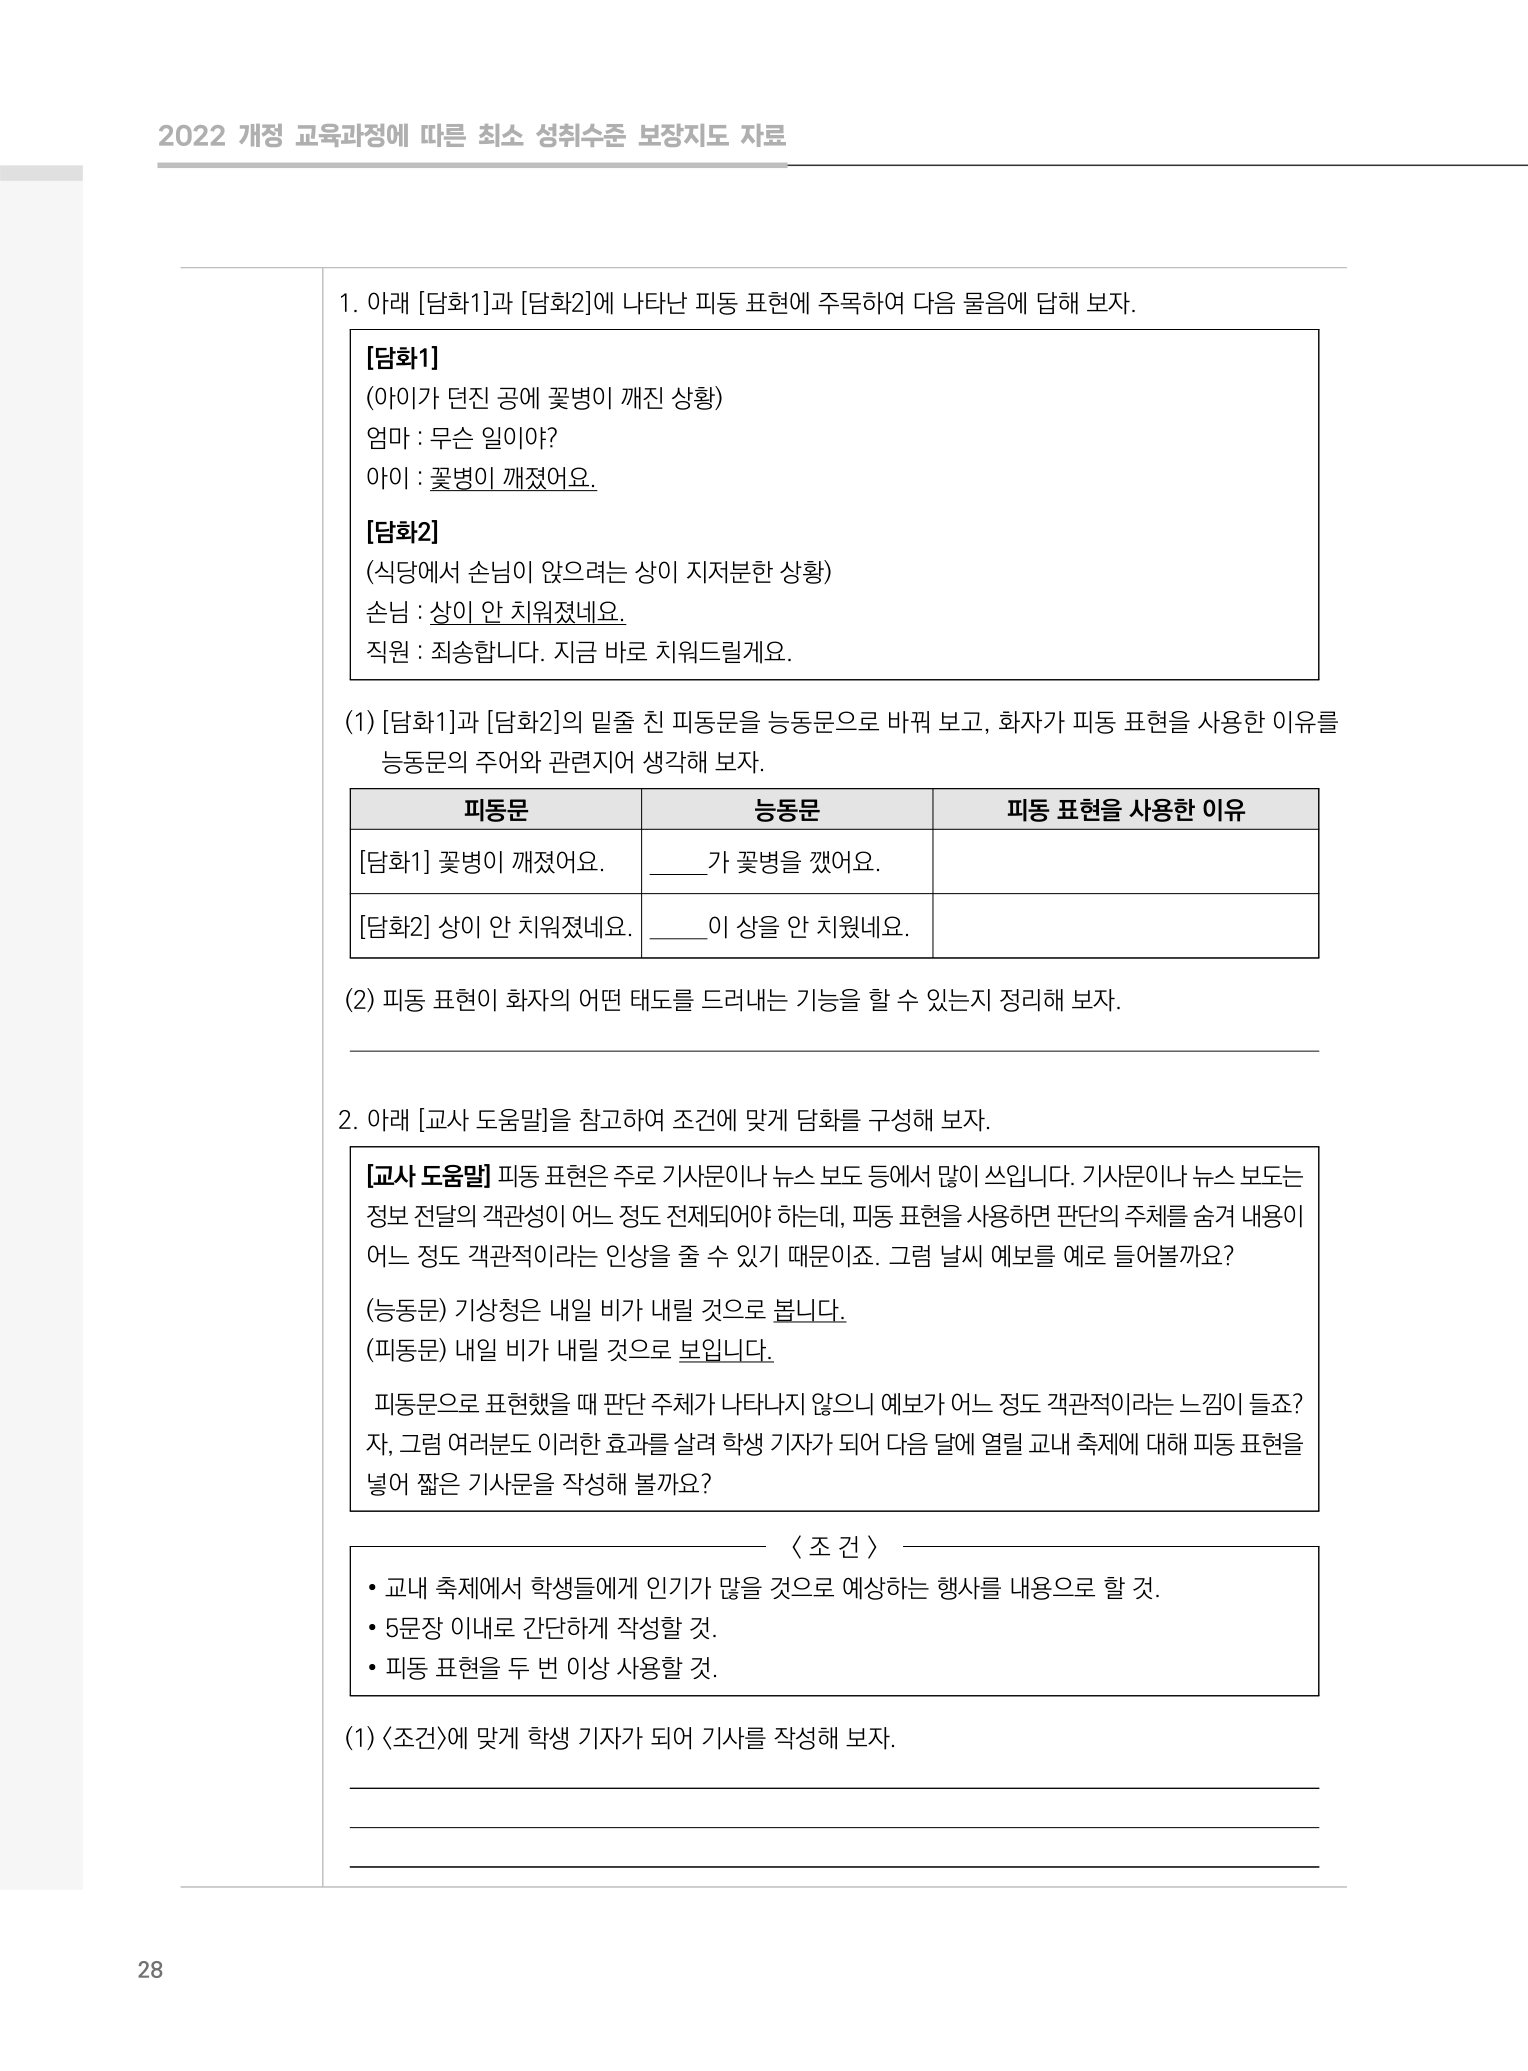 2022 개정 교육과정에 따른 최소 성취수준 보장지도 자료
1. 아래 [담화1]과 [담화2]에 나타난 피동 표현에 주목하여 다음 물음에 답해 보자.
[담화1]
(아이가 던진 공에 꽃병이 깨진 상황)
엄마 : 무슨 일이야?
아이 : 꽃병이 깨졌어요.
[담화2]
(식당에서 손님이 앉으려는 상이 지저분한 상황)
손님 : 상이 안 치워졌네요.
직원 : 죄송합니다. 지금 바로 치워드릴게요.
(1) [담화1]과 [담화2]의 밑줄 친 피동문을 능동문으로 바꿔 보고, 화자가 피동 표현을 사용한 이유를
능동문의 주어와 관련지어 생각해 보자.
피동문 능동문 피동 표현을 사용한 이유
[담화1] 꽃병이 깨졌어요. _____가 꽃병을 깼어요.
[담화2] 상이 안 치워졌네요. _____이 상을 안 치웠네요.
(2) 피동 표현이 화자의 어떤 태도를 드러내는 기능을 할 수 있는지 정리해 보자.
2. 아래 [교사 도움말]을 참고하여 조건에 맞게 담화를 구성해 보자.
[교사 도움말] 피동 표현은 주로 기사문이나 뉴스 보도 등에서 많이 쓰입니다. 기사문이나 뉴스 보도는
정보 전달의 객관성이 어느 정도 전제되어야 하는데, 피동 표현을 사용하면 판단의 주체를 숨겨 내용이
어느 정도 객관적이라는 인상을 줄 수 있기 때문이죠. 그럼 날씨 예보를 예로 들어볼까요?
(능동문) 기상청은 내일 비가 내릴 것으로 봅니다.
(피동문) 내일 비가 내릴 것으로 보입니다.
피동문으로 표현했을 때 판단 주체가 나타나지 않으니 예보가 어느 정도 객관적이라는 느낌이 들죠?
자, 그럼 여러분도 이러한 효과를 살려 학생 기자가 되어 다음 달에 열릴 교내 축제에 대해 피동 표현을
넣어 짧은 기사문을 작성해 볼까요?
〈 조 건 〉
• 교내 축제에서 학생들에게 인기가 많을 것으로 예상하는 행사를 내용으로 할 것.
• 5문장 이내로 간단하게 작성할 것.
• 피동 표현을 두 번 이상 사용할 것.
(1) 〈조건〉에 맞게 학생 기자가 되어 기사를 작성해 보자.
28